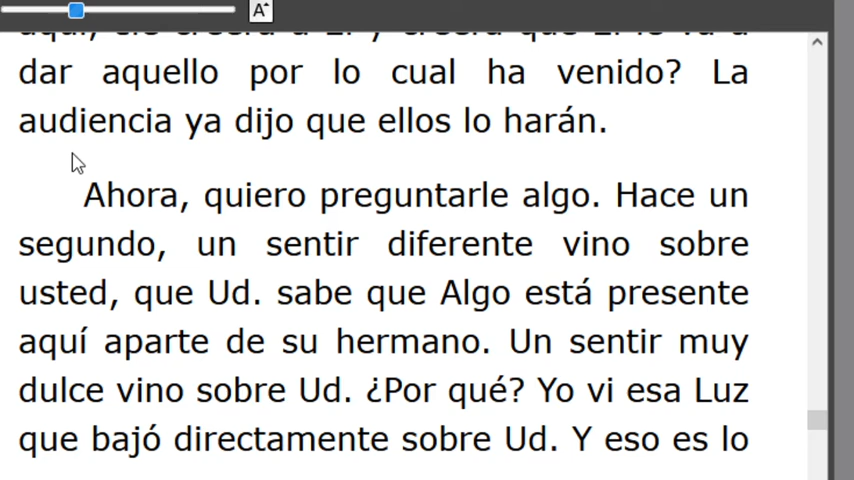 A
dar aquello por lo cual ha venido? La
audiencia ya dijo que ellos lo harán.
Ahora, quiero preguntarle algo. Hace un
segundo, un sentir diferente vino sobre
usted, que Ud. sabe que Algo está presente
aquí aparte de su hermano. Un sentir muy
dulce vino sobre Ud. ¿Por qué? Yo vi esa Luz
que bajó directamente sobre Ud. Y eso es lo